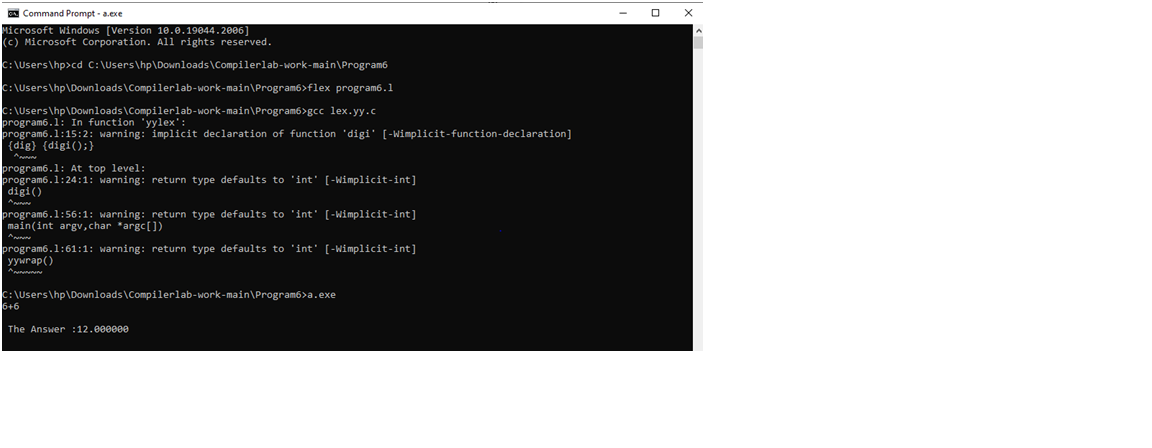 Command Prompt - a.exe
Microsoft Windows [Version 10.0.19044.2006]
(c) Microsoft Corporation. All rights reserved.
C:\Users\hp>cd C:\Users\hp\Downloads\Compilerlab-work-main\Program6
C:\Users\hp\Downloads\Compilerlab-work-main\Program6>flex program6.l
C:\Users\hp\Downloads\Compilerlab-work-main\Program6>gcc lex.yy.c
program6.l: In function 'yylex':
program6.l:15:2: warning: implicit declaration of function 'digi' [-Wimplicit-function-declaration]
{dig} {digi();}
^~~~
program6.l: At top level:
program6.l:24:1: warning: return type defaults to 'int' [-Wimplicit-int]
digi()
^~~~
program6.l:56:1: warning: return type defaults to 'int' [-Wimplicit-int]
main(int argv,char *argc[])
^~~~
program6.l:61:1: warning: return type defaults to 'int' [-Wimplicit-int]
yywrap()
^~~~~~
C:\Users\hp\Downloads\Compilerlab-work-main\Program6>a.exe
6+6
The Answer :12.000000